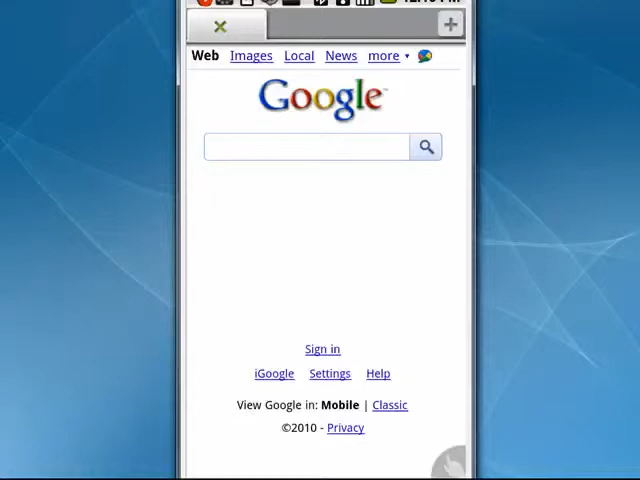 Web Images Local News more
Google
Sign in
iGoogle Settings Help
View Google in: Mobile | Classic
©2010 - Privacy